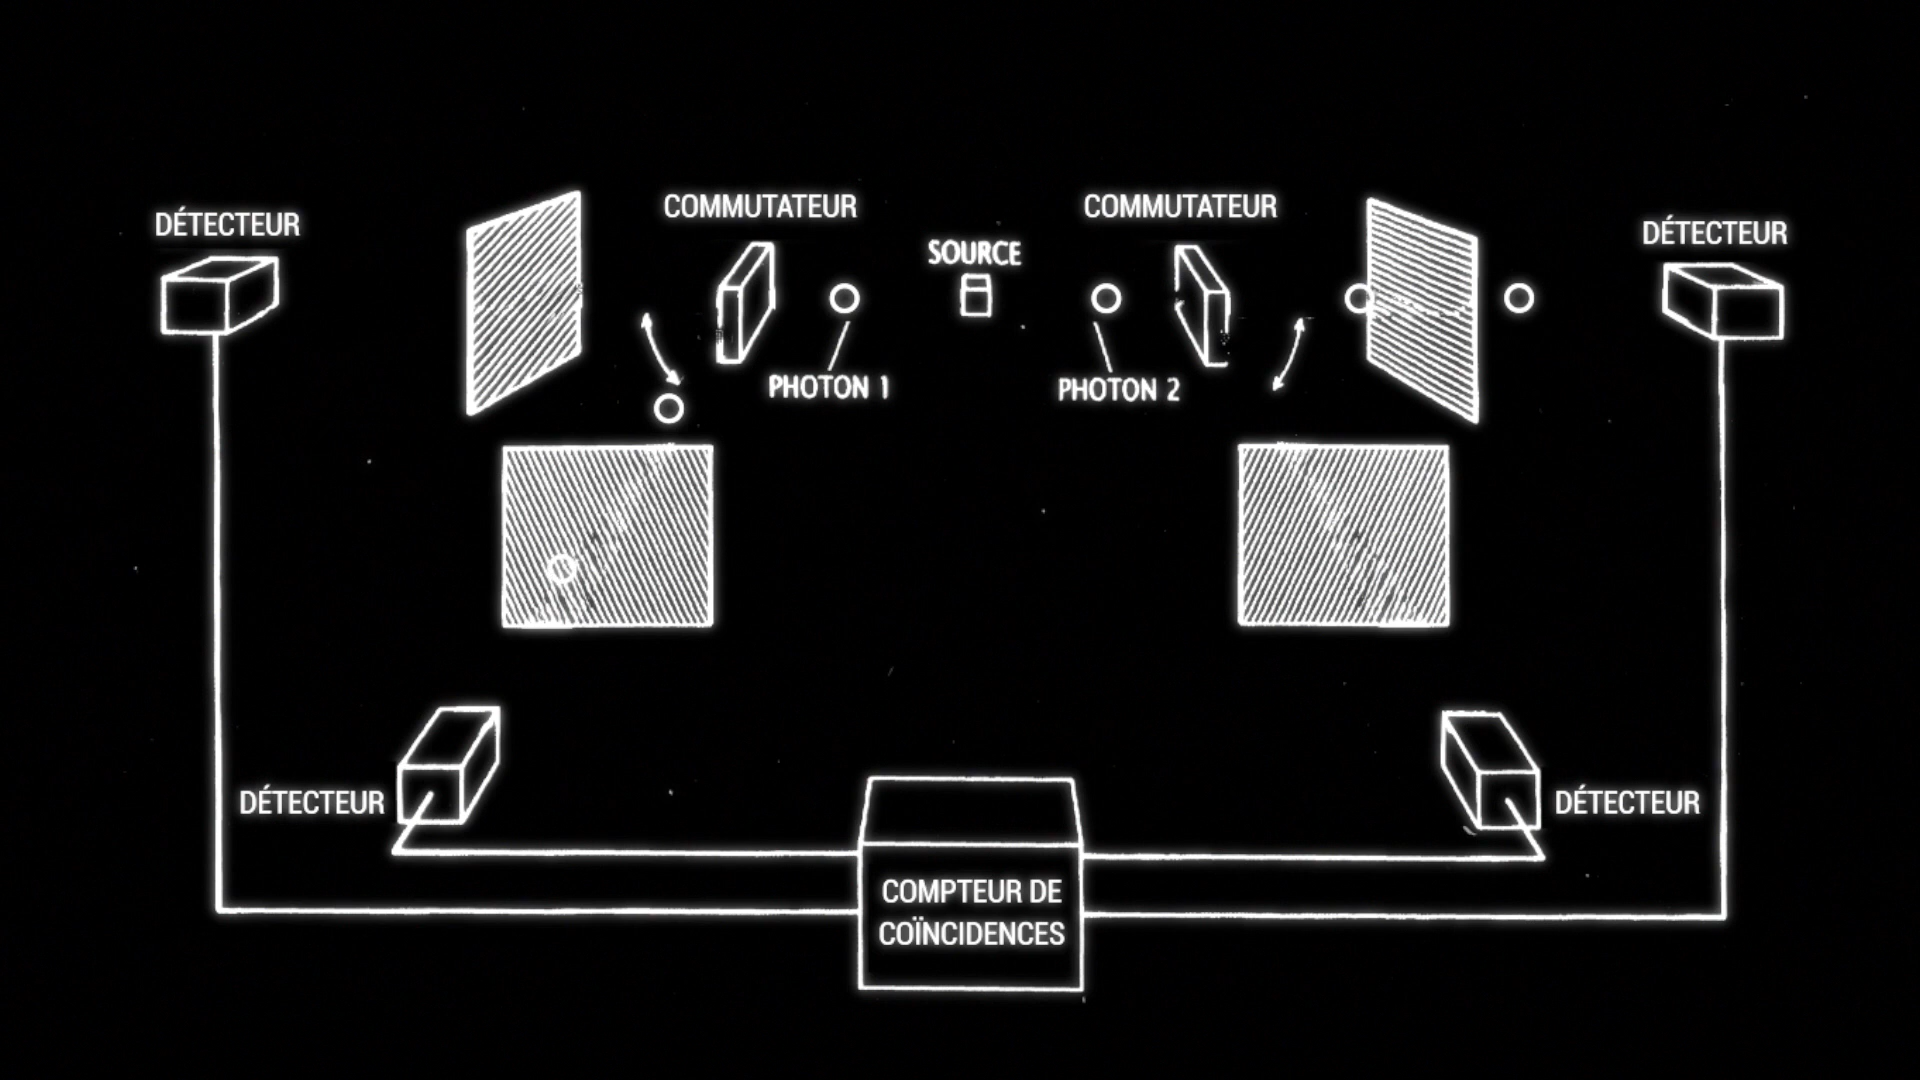 COMMUTATEUR
COMMUTATEUR
DÉTECTEUR
DÉTECTEUR
SOURCE
PHOTON 1
PHOTON 2
DÉTECTEUR
DÉTECTEUR
COMPTEUR DE
COÏNCIDENCES